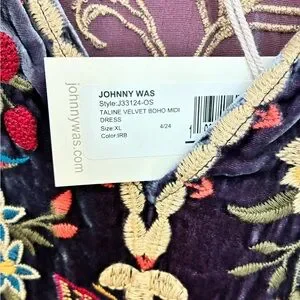 johnnywas.com
JOHNNY WAS
Style:J33124-OS
TALINE VELVET BOHO MIDI
DRESS
Size:XL 4/24
Color:IRB